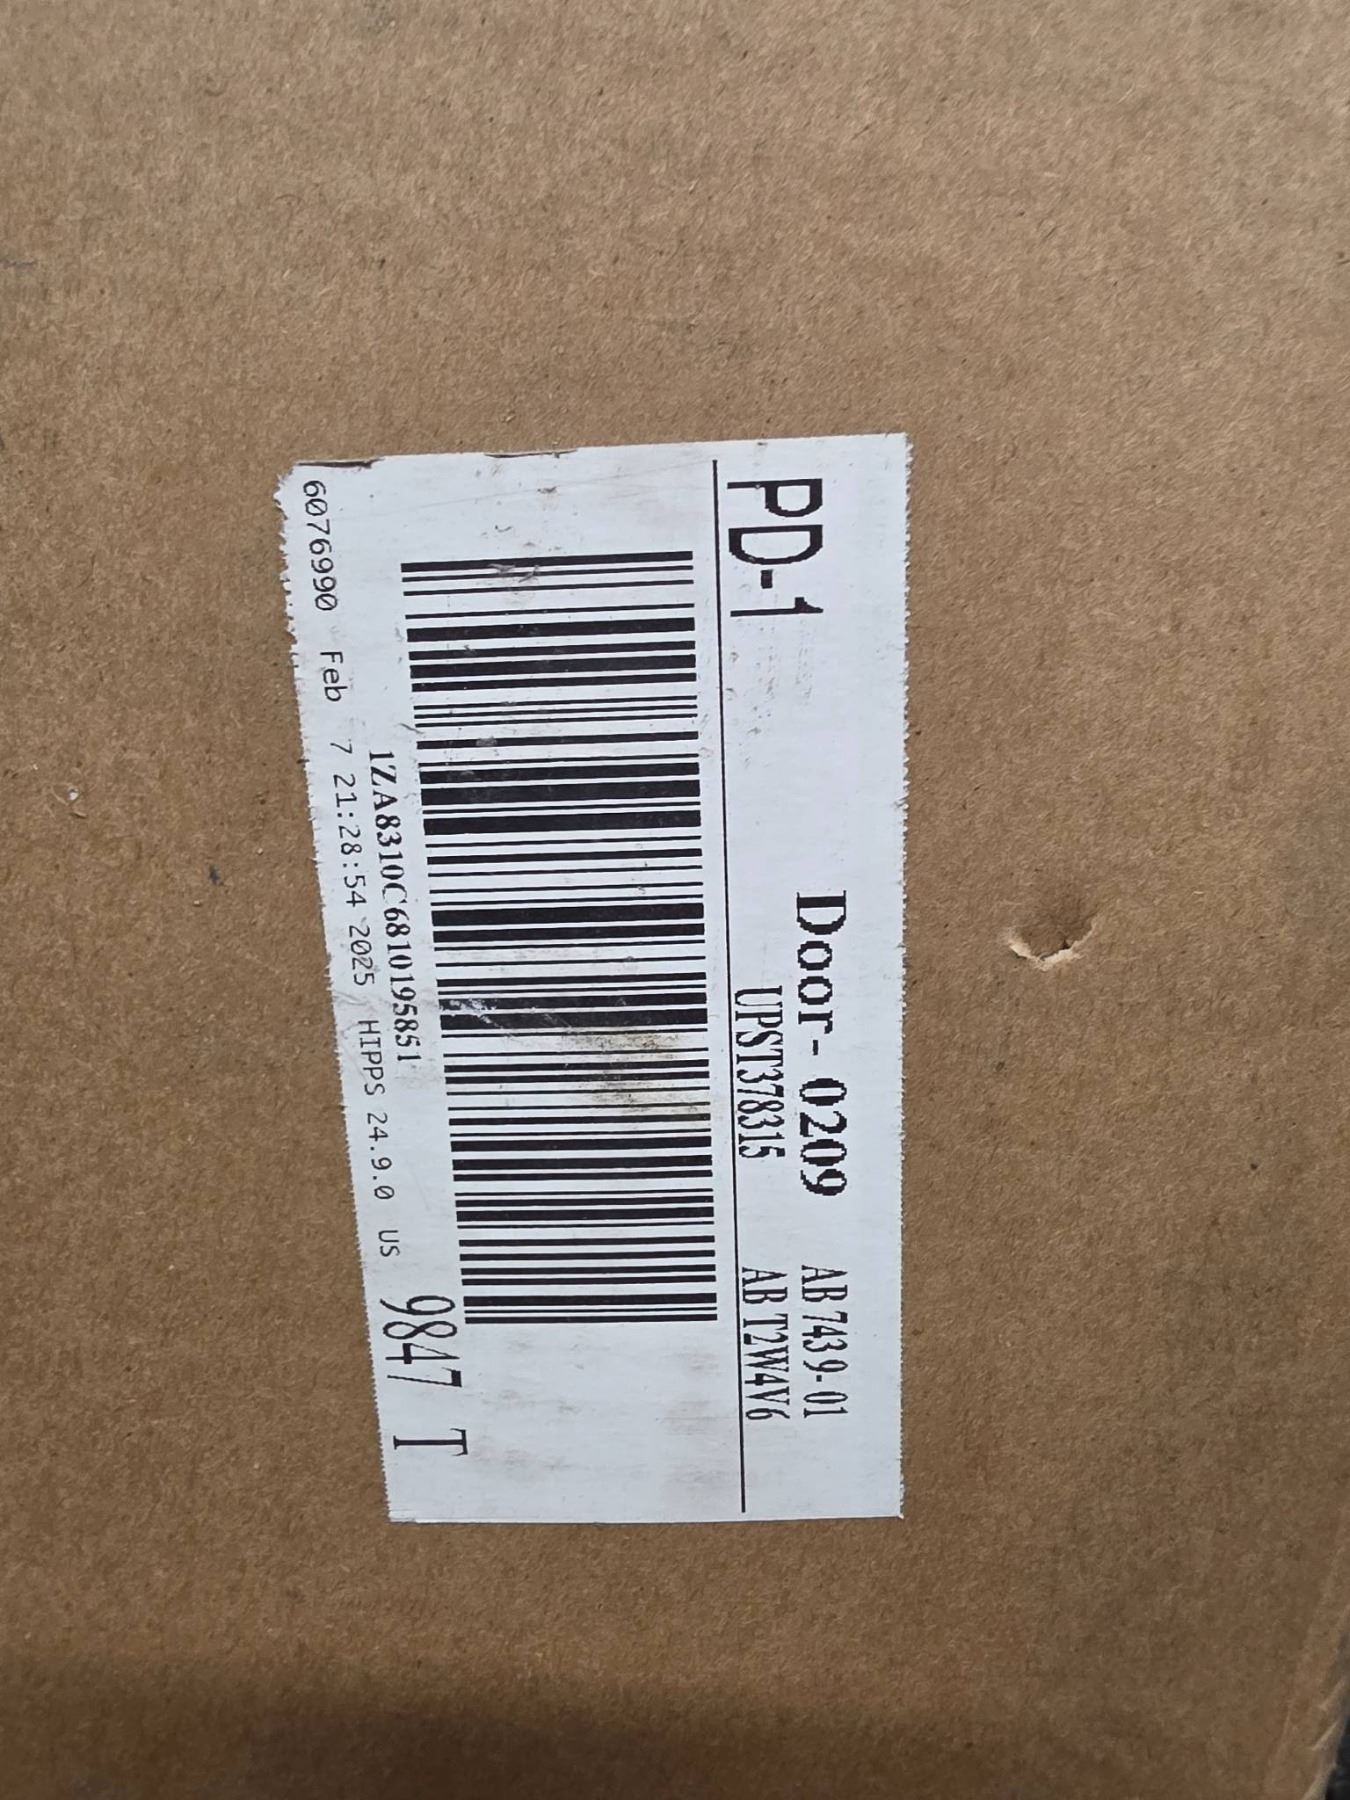 PD-1
Door- 0209 AB 7439-01
UPST378315 AB T2W4V6
1ZA8310C6810195851
6076990 Feb 7 21:28:54 2025 HIPPS 24.9.0 US
9847 T